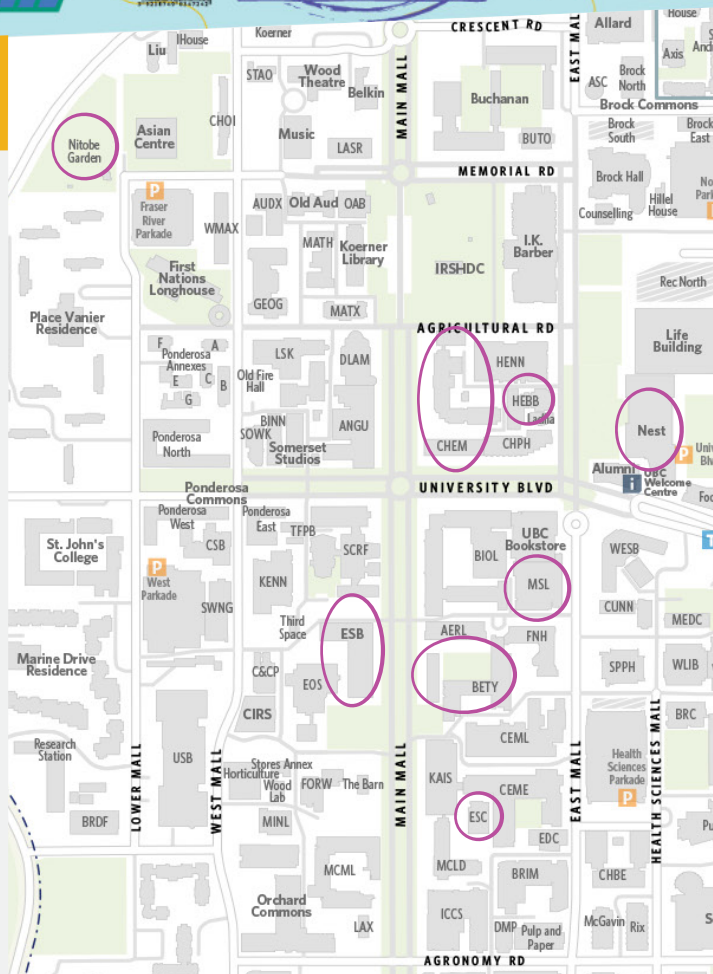 House
Allard
CRESCENT RD
EAST MAL
Koerner
IHouse
Liu
Axis
STAO
Wood
Theatre
Belkin
MAIN MALL
Buchanan
ASC
Brock
North
Brock Commons
CHOI
Nitobe
Garden
Asian
Centre
Music
LASR
BUTO
Brock
South
Brock
East
MEMORIAL RD
Brock Hall
P
Fraser
River
Parkade
WMAX
AUDX
Old Aud
OAB
Counselling
Hillel
House
MATH
Koerner
Library
I.K.
Barber
IRSHDC
First
Nations
Longhouse
GEOG
MATX
Rec North
Place Vanier
Residence
AGRICULTURAL RD
Life
Building
F
A
Ponderosa
Annexes
E
C
B
G
LSK
DLAM
Old Fire
Hall
HENN
HEBB
Ladha
BINN
SOWK
ANGU
Somerset
Studios
CHEM
CHPH
Nest
Ponderosa
North
P
Alumni
i
UBC
Welcome
Centre
Ponderosa
Commons
UNIVERSITY BLVD
Ponderosa
West
Ponderosa
East
TFPB
CSB
SCRF
St. John's
College
P
West
Parkade
KENN
SWNG
BIOL
UBC
Bookstore
MSL
WESB
CUNN
MEDC
Third
Space
ESB
AERL
FNH
Marine Drive
Residence
C&CP
EOS
BETY
SPPH
WLIB
CIRS
BRC
Research
Station
USB
CEML
Health
Sciences
Parkade
P
Stores Annex
Horticulture
Wood
Lab
FORW
The Barn
KAIS
CEME
LOWER MALL
WEST MALL
MAIN MALL
EAST MALL
HEALTH SCIENCES MALL
BRDF
MINL
ESC
EDC
MCML
MCLD
BRIM
CHBE
Orchard
Commons
LAX
ICCS
DMP
Pulp and
Paper
McGavin
Rix
AGRONOMY RD